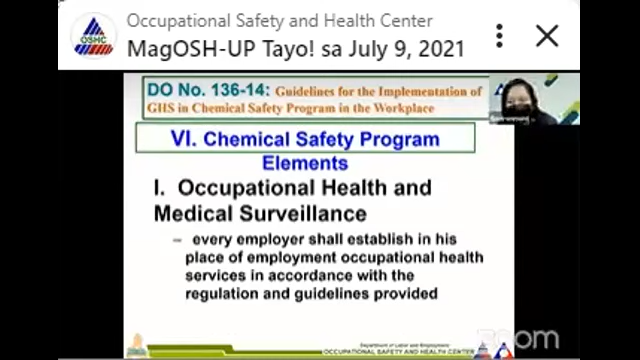 Occupational Safety and Health Center
MagOSH-UP Tayo! sa July 9, 2021
OSHC
DO No. 136-14: Guidelines for the Implementation of
GHS in Chemical Safety Program in the Workplace
VI. Chemical Safety Program
Elements
I. Occupational Health and
Medical Surveillance
– every employer shall establish in his
place of employment occupational health
services in accordance with the
regulation and guidelines provided
Department of Labor and Employment
OCCUPATIONAL SAFETY AND HEALTH CENTER
zoom